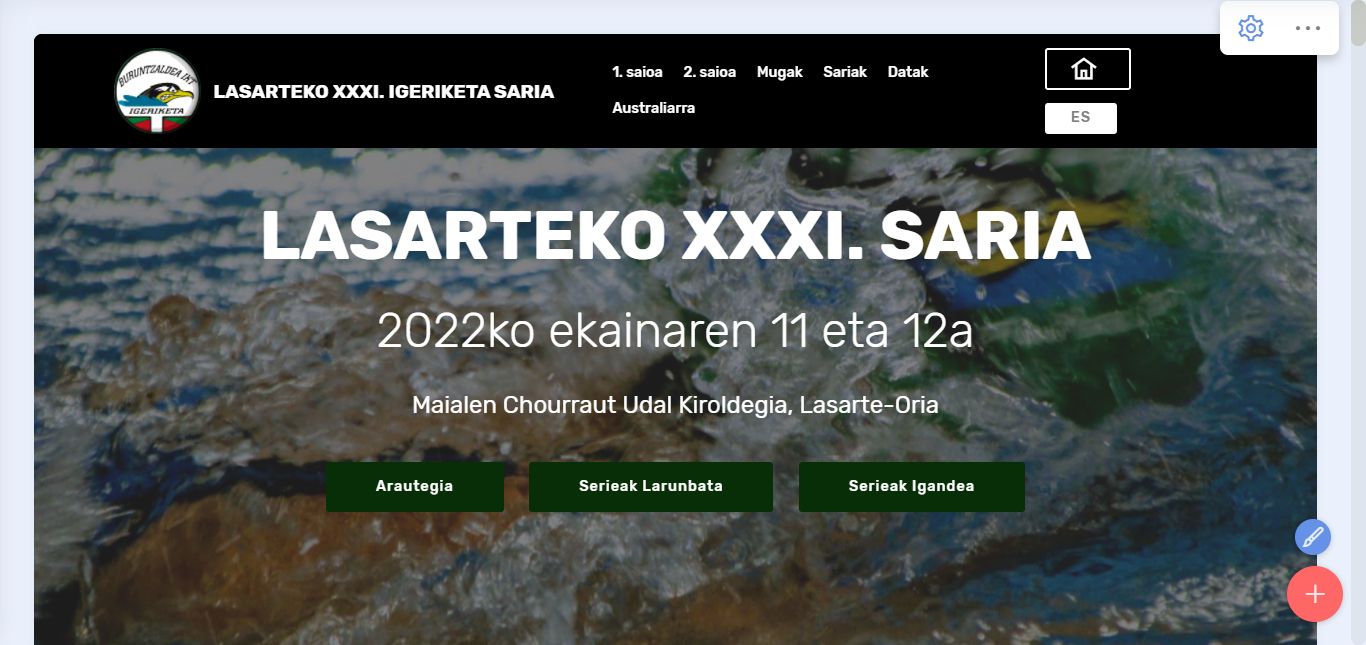 BURUNTZALDEA IKT
IGERIKETA
LASARTEKO XXXI. IGERIKETA SARIA
1. saioa 2. saioa Mugak Sariak Datak
Australiarra
ES
LASARTEKO XXXI. SARIA
2022ko ekainaren 11 eta 12a
Maialen Chourraut Udal Kiroldegia, Lasarte-Oria
Arautegia Serieak Larunbata Serieak Igandea